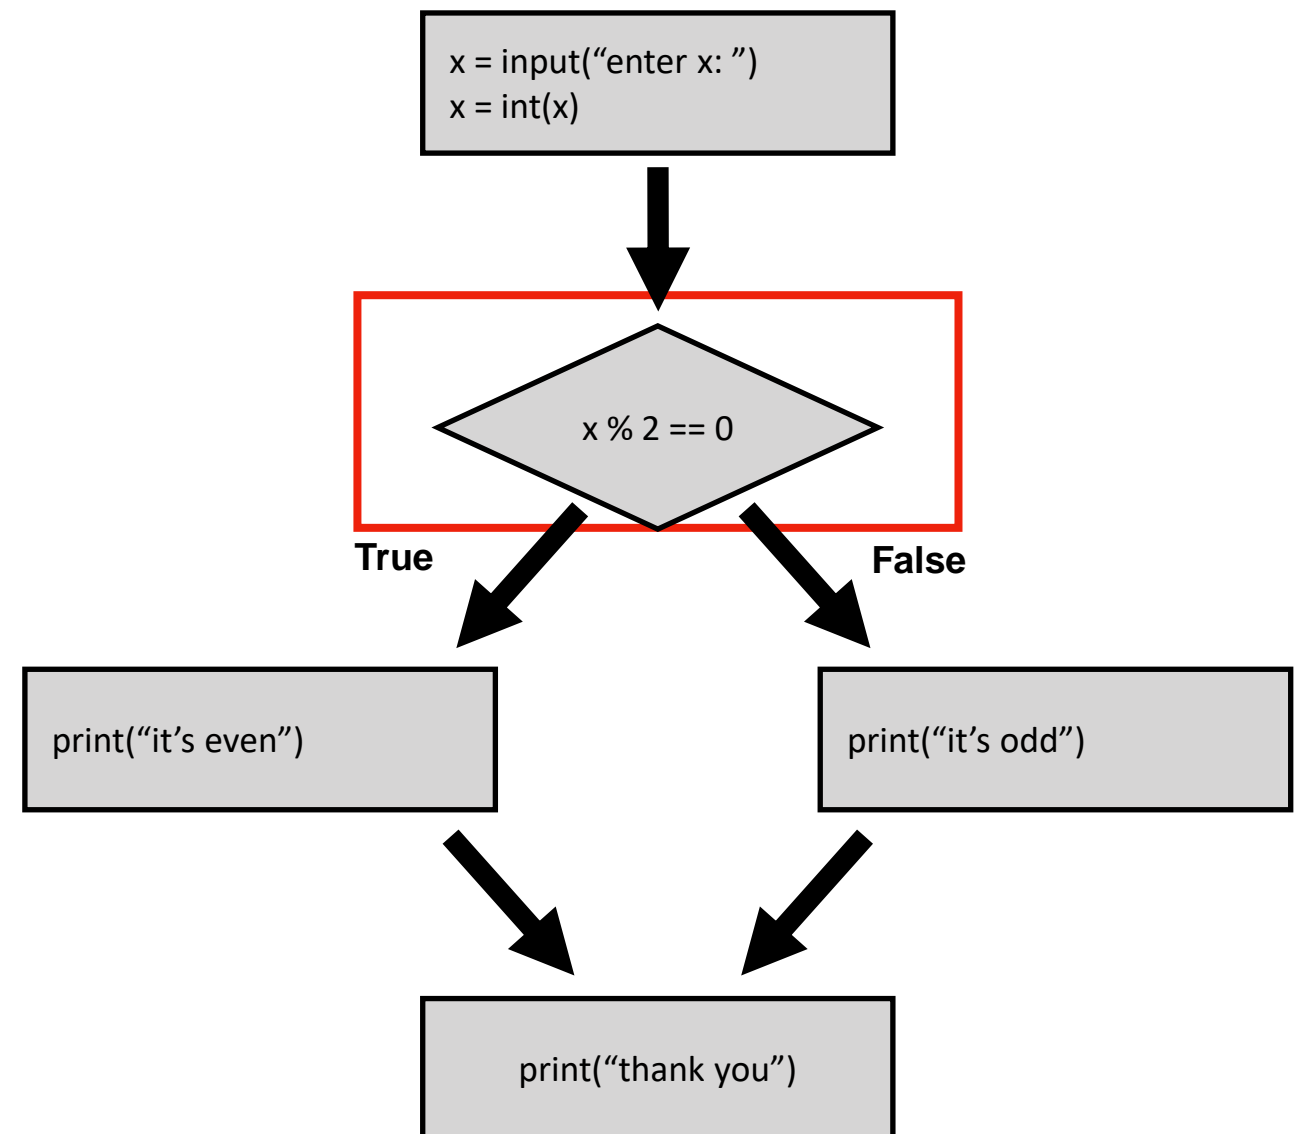 x = input(“enter x: ”)
x = int(x)
x % 2 == 0
True
False
print(“it’s even”)
print(“it’s odd”)
print(“thank you”)